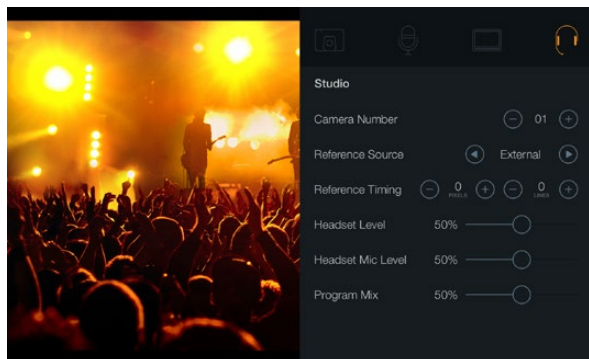 Studio
Camera Number 01
Reference Source External
Reference Timing 0 PIXELS 0 LINES
Headset Level 50%
Headset Mic Level 50%
Program Mix 50%